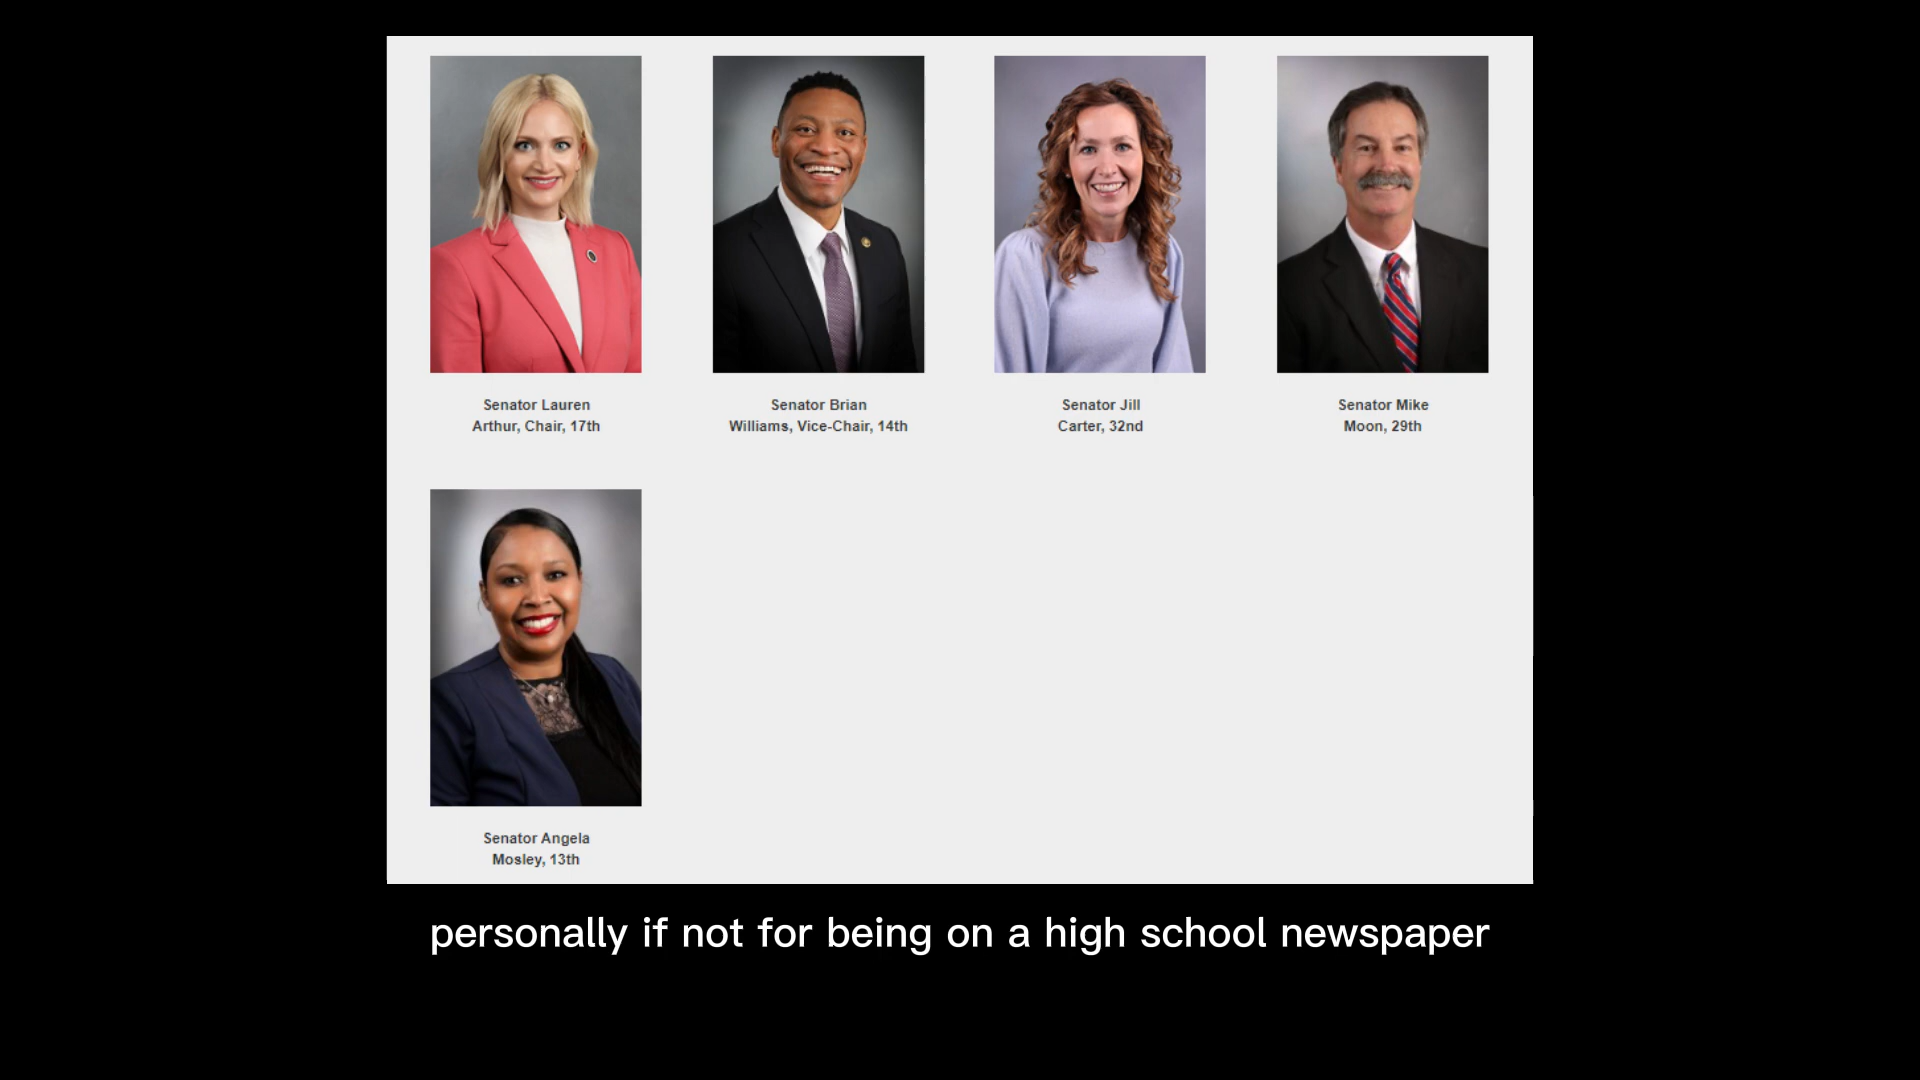 Senator Lauren
Arthur, Chair, 17th
Senator Brian
Williams, Vice-Chair, 14th
Senator Jill
Carter, 32nd
Senator Mike
Moon, 29th
Senator Angela
Mosley, 13th
personally if not for being on a high school newspaper